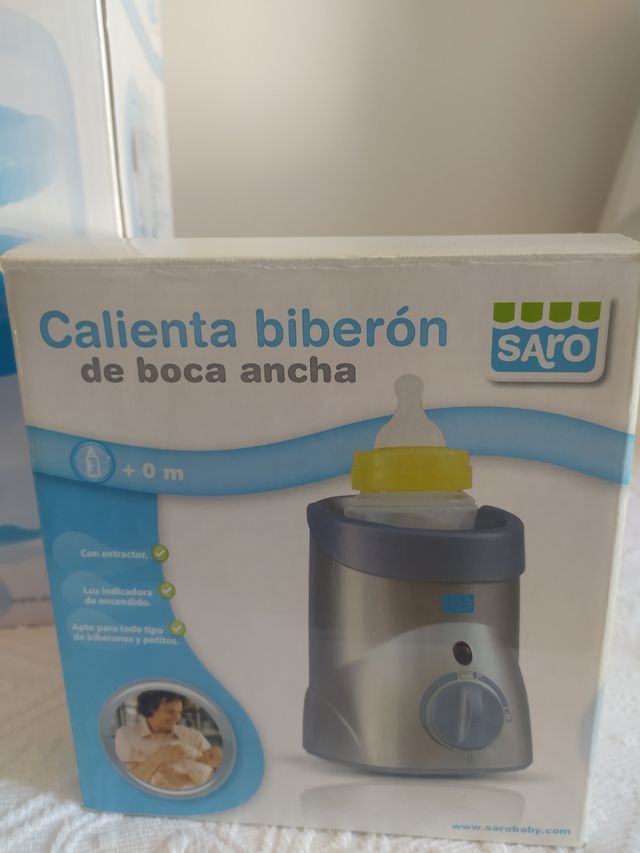 Calienta biberón
de boca ancha
SAro
+ 0 m
Con extractor.
Luz indicadora
de encendido.
Apto para todo tipo
de biberones y potitos.
SAro
www.sarobaby.com